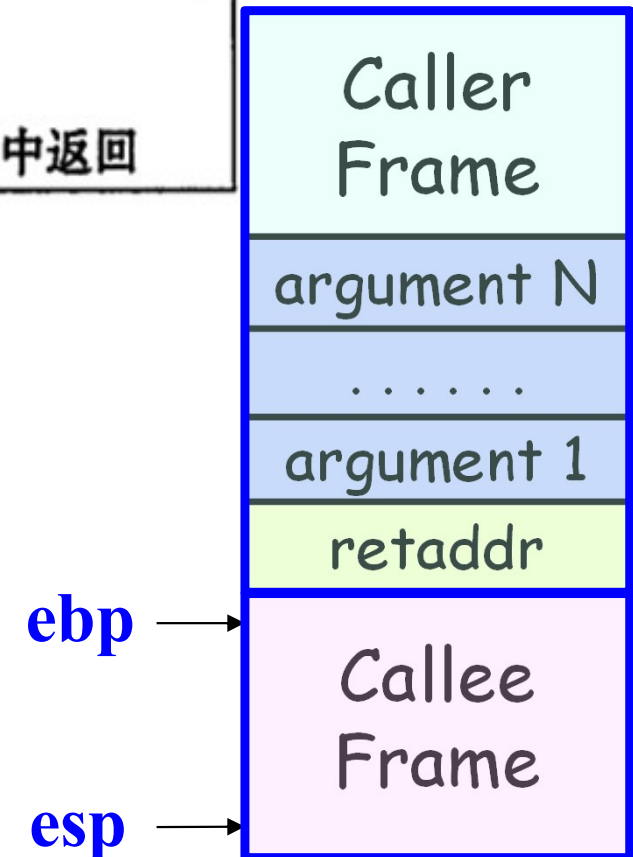 Caller
Frame
中返回
argument N
. . . . . .
argument 1
retaddr
ebp
Callee
Frame
esp